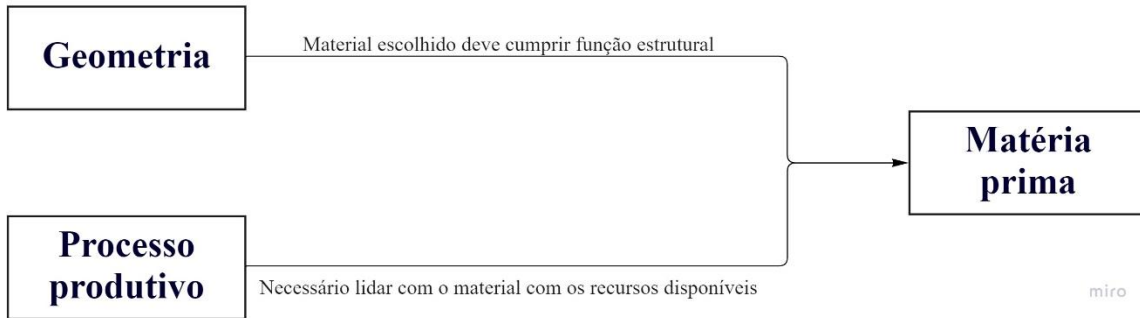 Geometria
Material escolhido deve cumprir função estrutural
Matéria
prima
Processo
produtivo
Necessário lidar com o material com os recursos disponíveis
miro